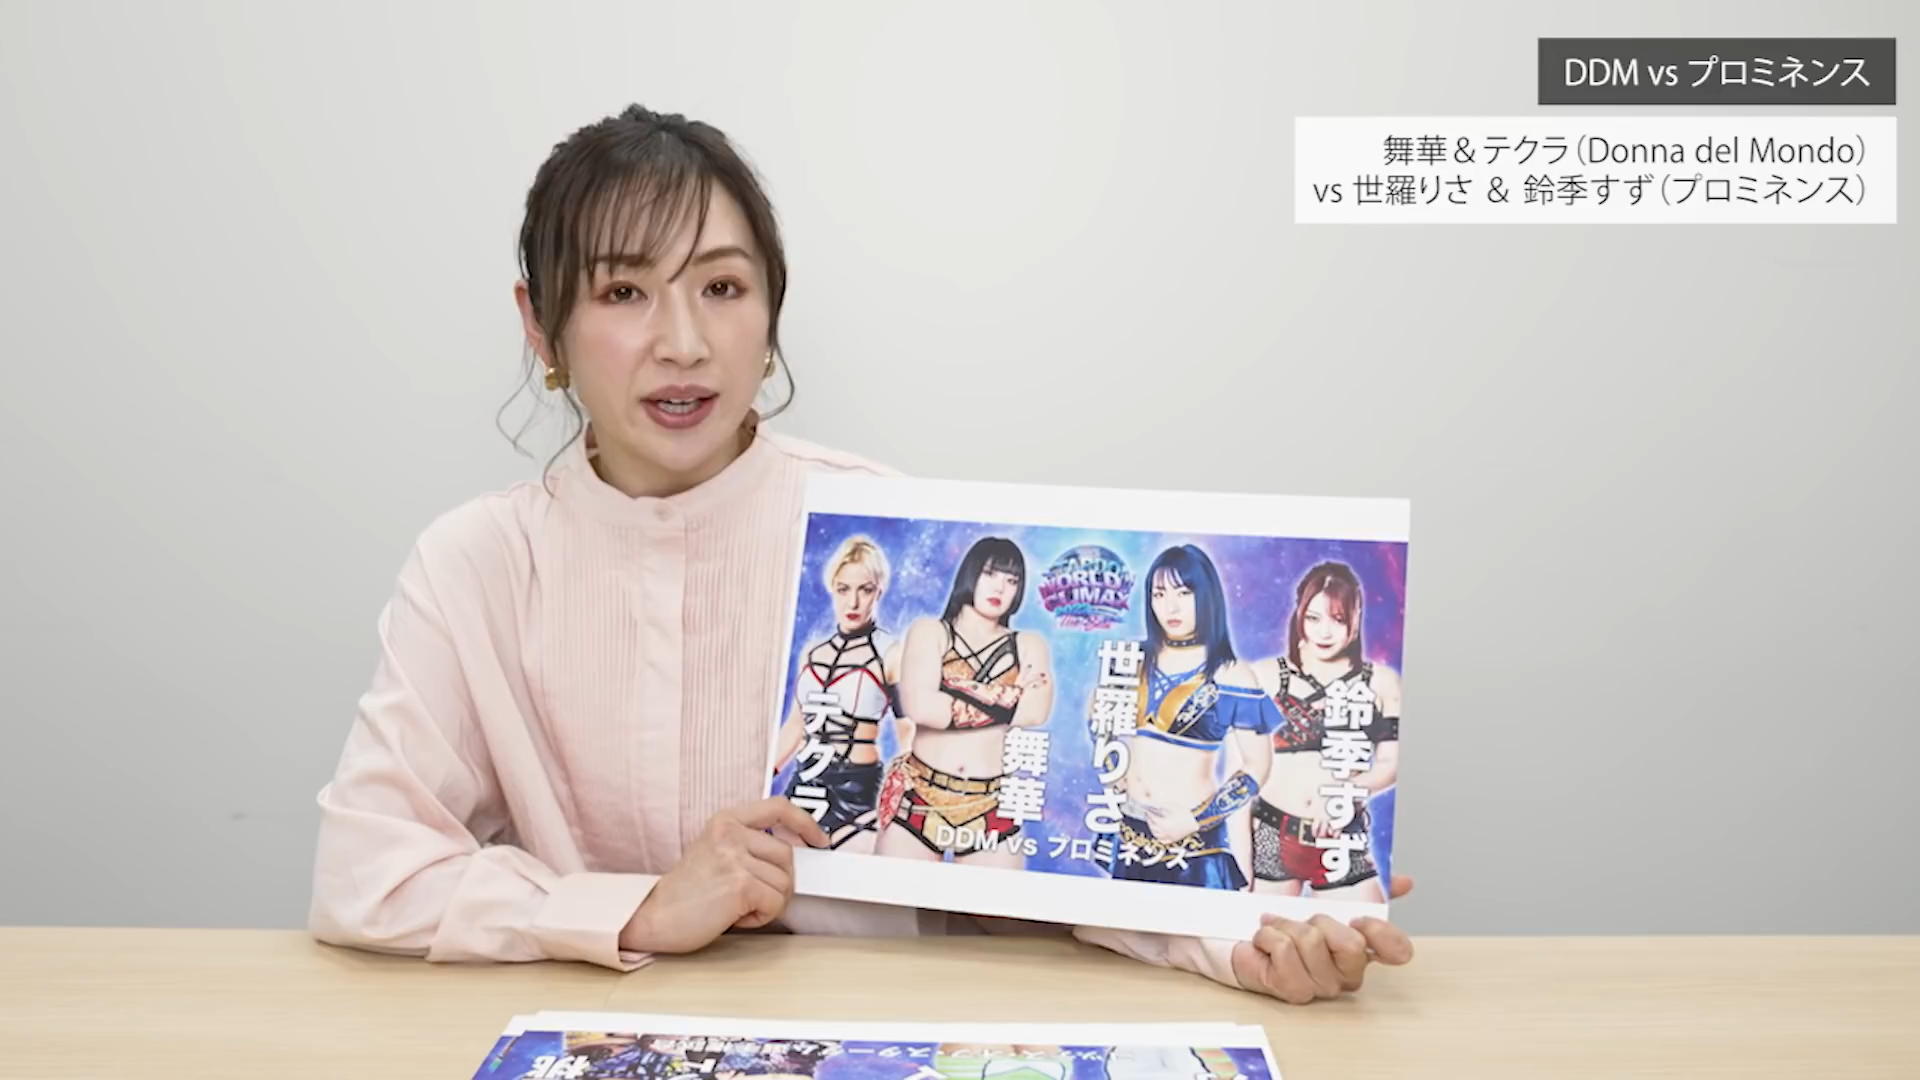 DDM vs プロミネンス
舞華&テクラ(Donna del Mondo)
vs 世羅りさ & 鈴季すず(プロミネンス)
WORLD
CLIMAX
テクラ
舞華
世羅りさ
鈴季すず
DDM vs プロミネンス
桃